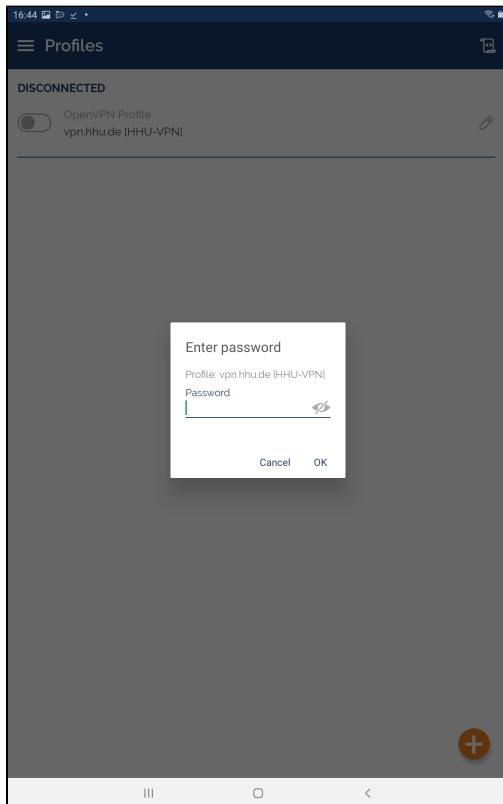 16:44
Profiles
DISCONNECTED
OpenVPN Profile
vpn.hhu.de [HHU-VPN]
Enter password
Profile: vpn.hhu.de [HHU-VPN]
Password
Cancel OK